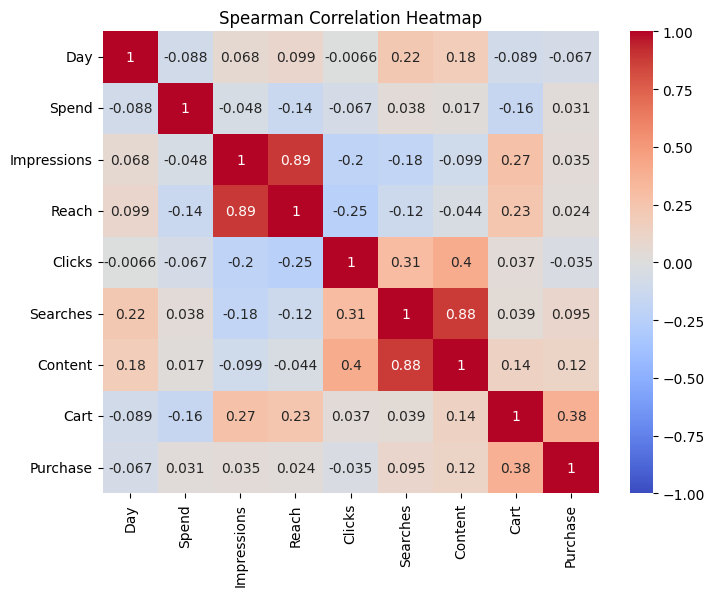 Spearman Correlation Heatmap
Day 1 -0.088 0.068 0.099 -0.0066 0.22 0.18 -0.089 -0.067
Spend -0.088 1 -0.048 -0.14 -0.067 0.038 0.017 -0.16 0.031
Impressions 0.068 -0.048 1 0.89 -0.2 -0.18 -0.099 0.27 0.035
Reach 0.099 -0.14 0.89 1 -0.25 -0.12 -0.044 0.23 0.024
Clicks -0.0066 -0.067 -0.2 -0.25 1 0.31 0.4 0.037 -0.035
Searches 0.22 0.038 -0.18 -0.12 0.31 1 0.88 0.039 0.095
Content 0.18 0.017 -0.099 -0.044 0.4 0.88 1 0.14 0.12
Cart -0.089 -0.16 0.27 0.23 0.037 0.039 0.14 1 0.38
Purchase -0.067 0.031 0.035 0.024 -0.035 0.095 0.12 0.38 1
Day Spend Impressions Reach Clicks Searches Content Cart Purchase
1.00
0.75
0.50
0.25
0.00
−0.25
−0.50
−0.75
−1.00